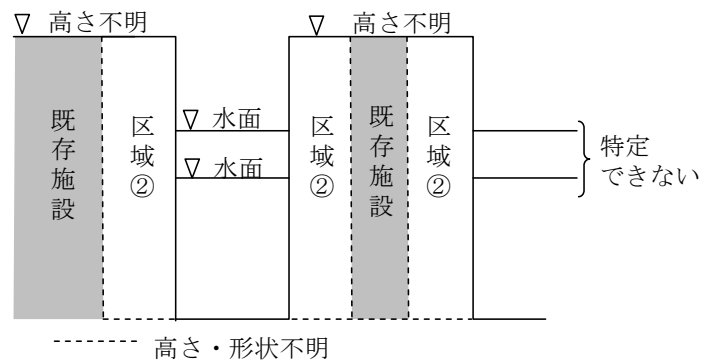 ▽ 高さ不明
▽ 高さ不明
既存施設
区域②
▽ 水面
▽ 水面
区域②
既存施設
区域②
特定
できない
高さ・形状不明